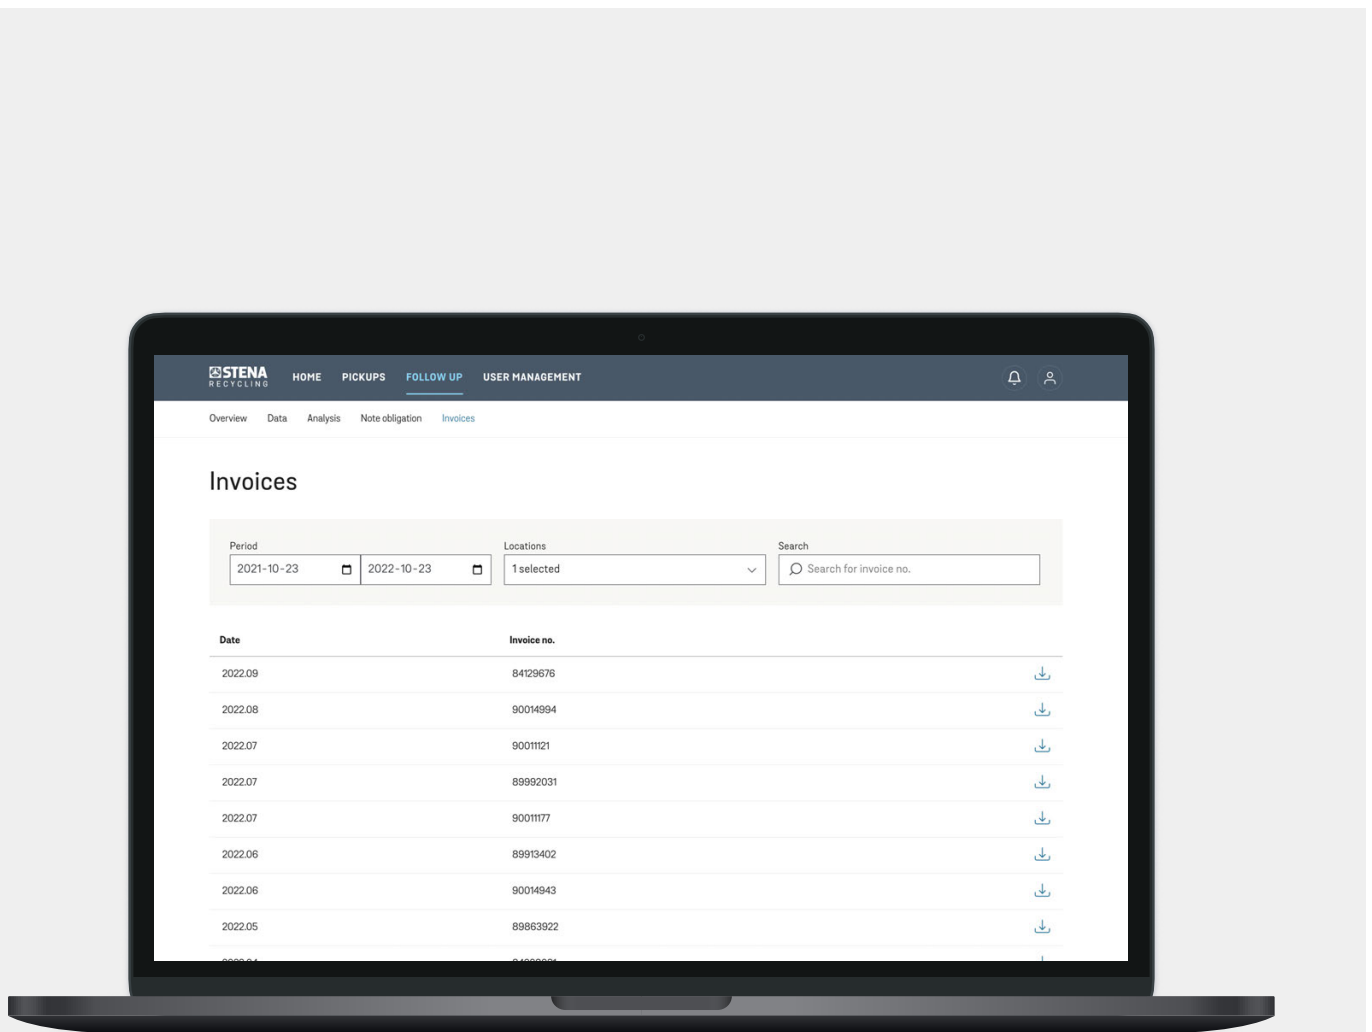 STENA
RECYCLING
HOME PICKUPS FOLLOW UP USER MANAGEMENT
Overview Data Analysis Note obligation Invoices
Invoices
Period Locations Search
2021-10-23 2022-10-23 1 selected Search for invoice no.
Date Invoice no.
2022.09 84129676
2022.08 90014994
2022.07 90011121
2022.07 89992031
2022.07 90011177
2022.06 89913402
2022.06 90014943
2022.05 89863922